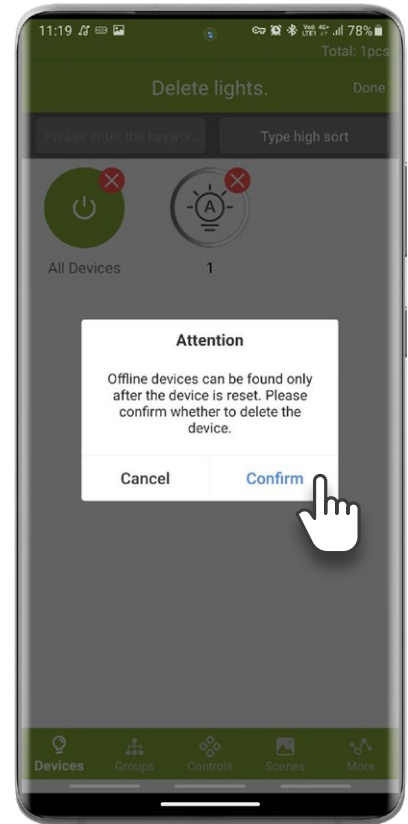 11:19 78%
Total: 1pcs
Delete lights. Done
Please enter the keywor... Type high sort
A
All Devices 1
Attention
Offline devices can be found only
after the device is reset. Please
confirm whether to delete the
device.
Cancel Confirm
Devices Groups Controls Scenes More